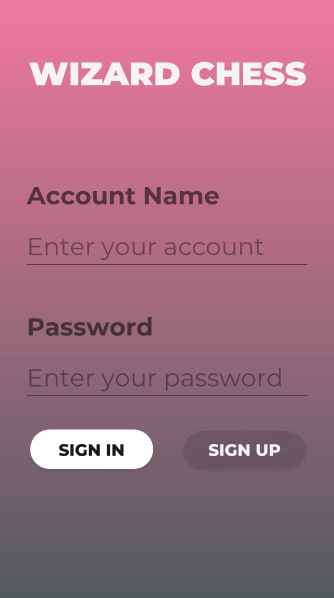 WIZARD CHESS
Account Name
Enter your account
Password
Enter your password
SIGN IN
SIGN UP